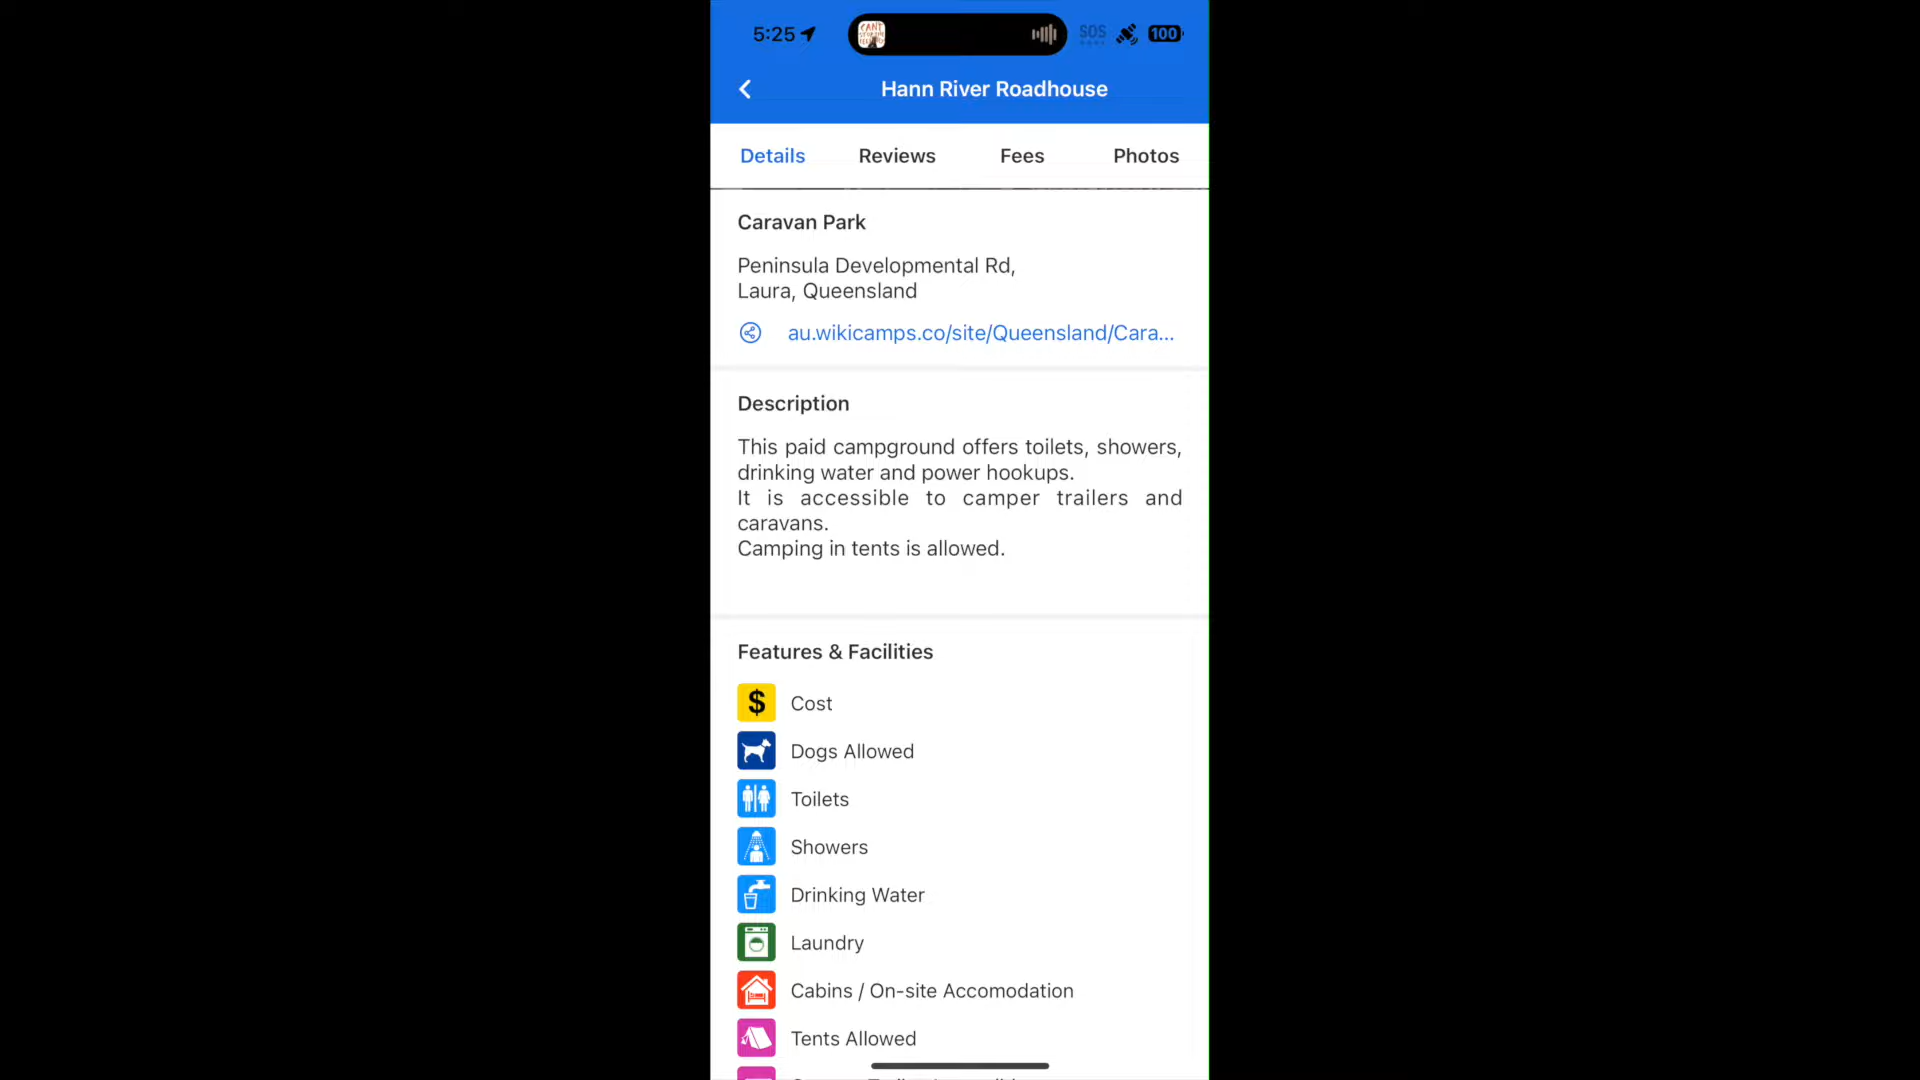 5:25
SOS
100
Hann River Roadhouse
Details
Reviews
Fees
Photos
Caravan Park
Peninsula Developmental Rd,
Laura, Queensland
au.wikicamps.co/site/Queensland/Cara...
Description
This paid campground offers toilets, showers,
drinking water and power hookups.
It is accessible to camper trailers and
caravans.
Camping in tents is allowed.
Features & Facilities
$ Cost
Dogs Allowed
Toilets
Showers
Drinking Water
Laundry
Cabins / On-site Accomodation
Tents Allowed